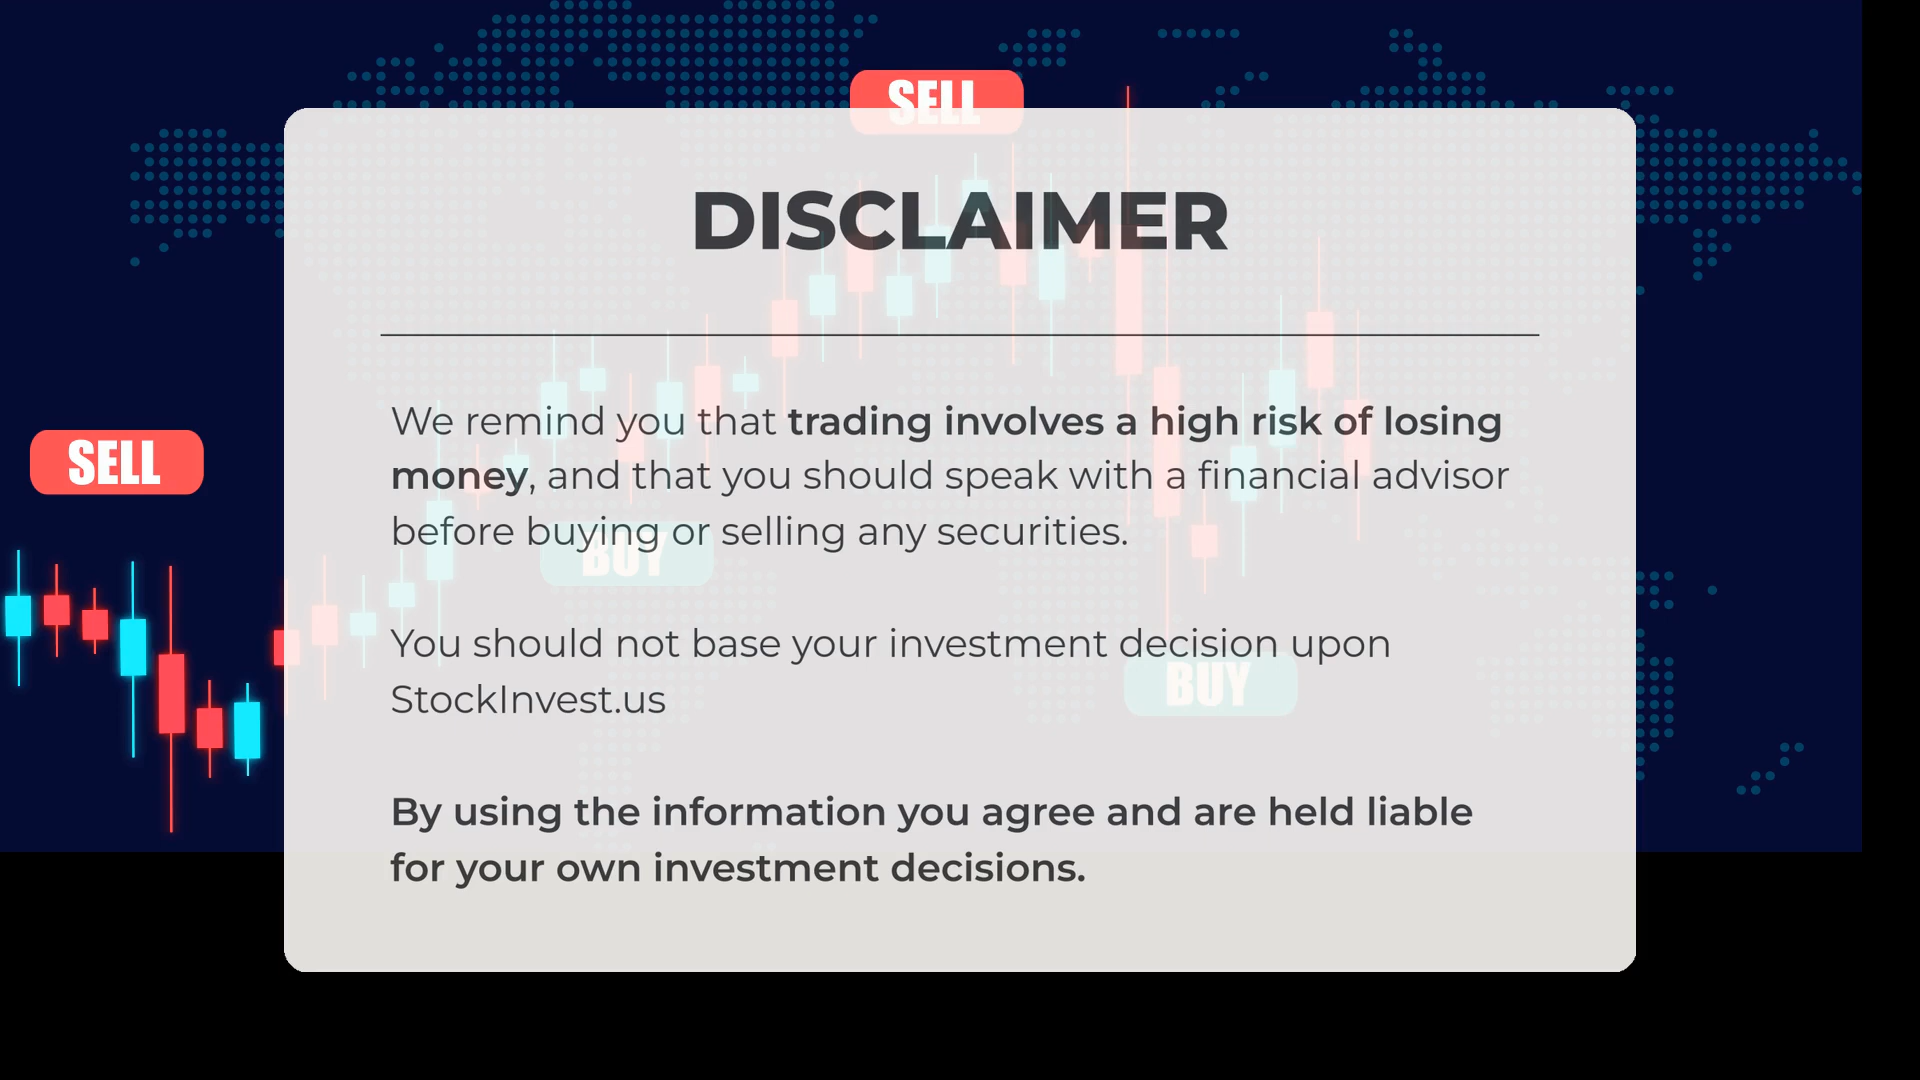 SELL
DISCLAIMER
We remind you that trading involves a high risk of losing
money, and that you should speak with a financial advisor
before buying or selling any securities.
SELL
BUY
You should not base your investment decision upon
StockInvest.us
BUY
By using the information you agree and are held liable
for your own investment decisions.